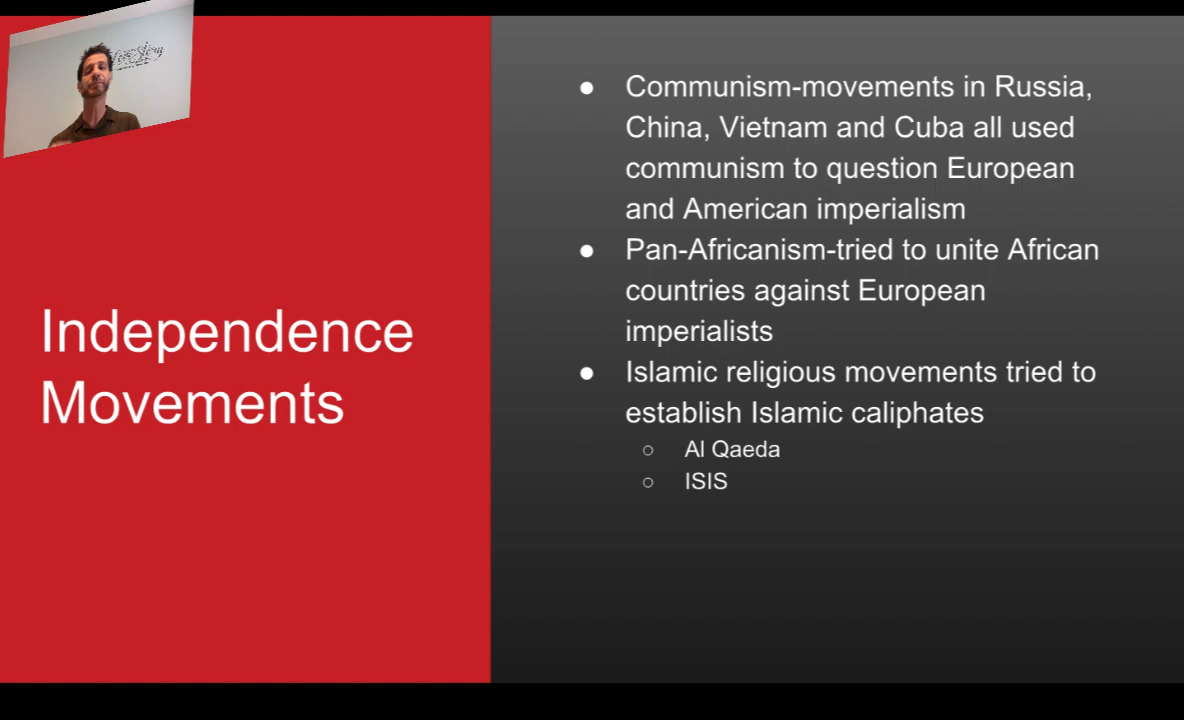 Independence
Movements
● Communism-movements in Russia,
China, Vietnam and Cuba all used
communism to question European
and American imperialism
● Pan-Africanism-tried to unite African
countries against European
imperialists
● Islamic religious movements tried to
establish Islamic caliphates
○ Al Qaeda
○ ISIS